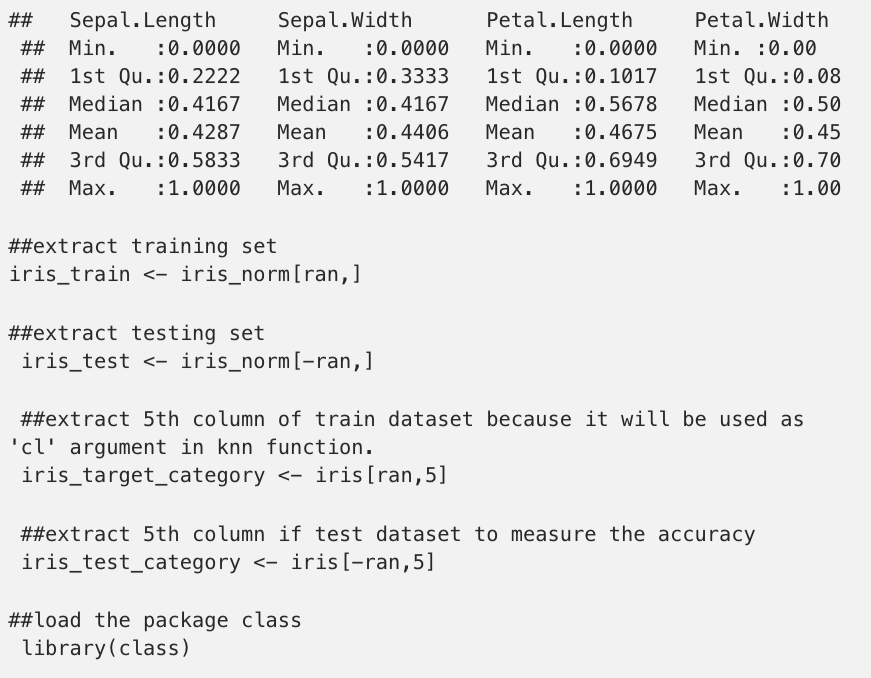 ##   Sepal.Length     Sepal.Width      Petal.Length     Petal.Width
 ##  Min.   :0.0000   Min.   :0.0000   Min.   :0.0000   Min. :0.00
 ##  1st Qu.:0.2222   1st Qu.:0.3333   1st Qu.:0.1017   1st Qu.:0.08
 ##  Median :0.4167   Median :0.4167   Median :0.5678   Median :0.50
 ##  Mean   :0.4287   Mean   :0.4406   Mean   :0.4675   Mean   :0.45
 ##  3rd Qu.:0.5833   3rd Qu.:0.5417   3rd Qu.:0.6949   3rd Qu.:0.70
 ##  Max.   :1.0000   Max.   :1.0000   Max.   :1.0000   Max.   :1.00

##extract training set
iris_train <- iris_norm[ran,]

##extract testing set
 iris_test <- iris_norm[-ran,]

 ##extract 5th column of train dataset because it will be used as
'cl' argument in knn function.
 iris_target_category <- iris[ran,5]

 ##extract 5th column if test dataset to measure the accuracy
 iris_test_category <- iris[-ran,5]

##load the package class
 library(class)